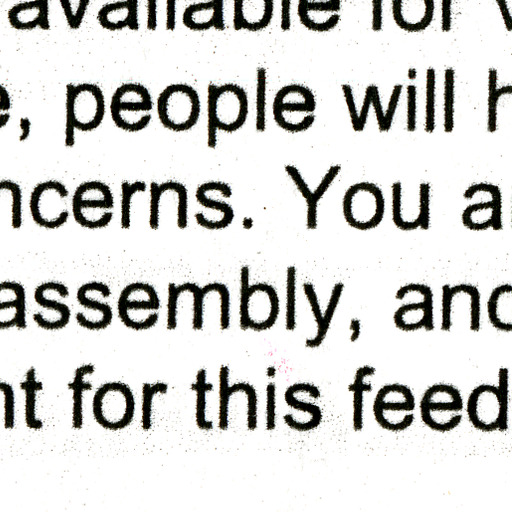 available for
e, people will h
ncerns. You a
assembly, and
nt for this feed